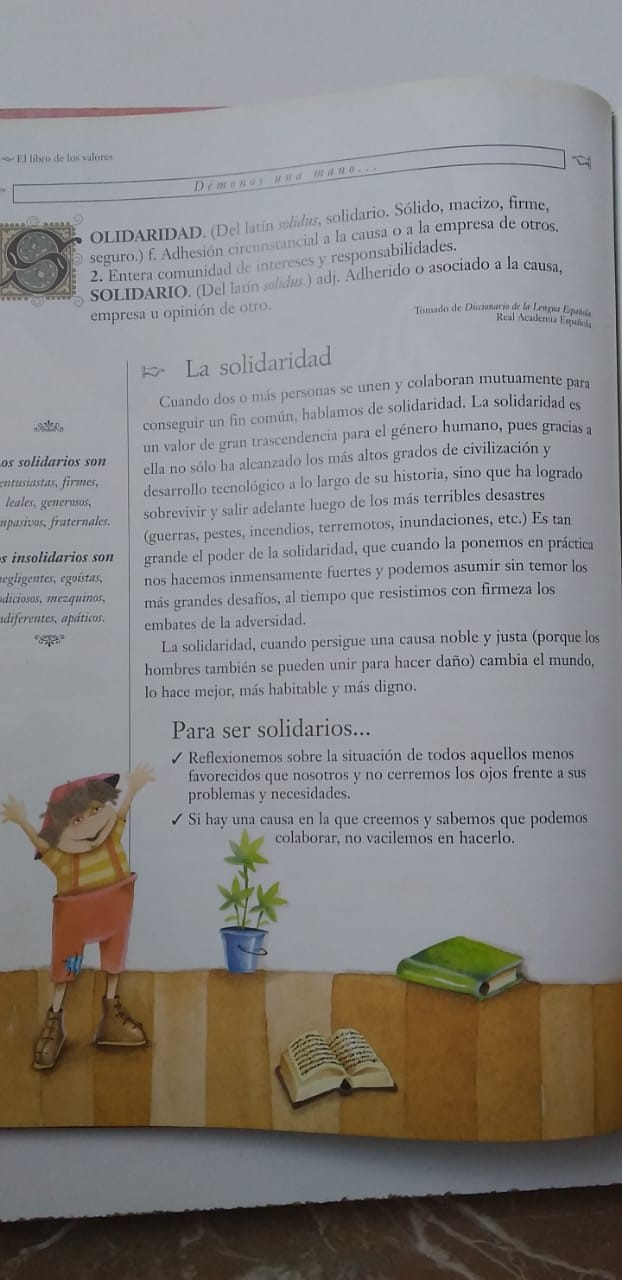 El libro de los valores
Démonos una mano...
SOLIDARIDAD. (Del latín solidus, solidario. Sólido, macizo, firme,
seguro.) f. Adhesión circunstancial a la causa o a la empresa de otros.
2. Entera comunidad de intereses y responsabilidades.
SOLIDARIO. (Del latín solidus.) adj. Adherido o asociado a la causa,
empresa u opinión de otro.
Tomado de Diccionario de la Lengua Española
Real Academia Española
La solidaridad
Cuando dos o más personas se unen y colaboran mutuamente para
conseguir un fin común, hablamos de solidaridad. La solidaridad es
un valor de gran trascendencia para el género humano, pues gracias a
ella no sólo ha alcanzado los más altos grados de civilización y
desarrollo tecnológico a lo largo de su historia, sino que ha logrado
sobrevivir y salir adelante luego de los más terribles desastres
(guerras, pestes, incendios, terremotos, inundaciones, etc.) Es tan
grande el poder de la solidaridad, que cuando la ponemos en práctica
nos hacemos inmensamente fuertes y podemos asumir sin temor los
más grandes desafíos, al tiempo que resistimos con firmeza los
embates de la adversidad.
La solidaridad, cuando persigue una causa noble y justa (porque los
hombres también se pueden unir para hacer daño) cambia el mundo,
lo hace mejor, más habitable y más digno.
os solidarios son
entusiastas, firmes,
leales, generosos,
mpasivos, fraternales.
s insolidarios son
negligentes, egoístas,
odiciosos, mezquinos,
ndiferentes, apáticos.
Para ser solidarios...
✓ Reflexionemos sobre la situación de todos aquellos menos
favorecidos que nosotros y no cerremos los ojos frente a sus
problemas y necesidades.
✓ Si hay una causa en la que creemos y sabemos que podemos
colaborar, no vacilemos en hacerlo.